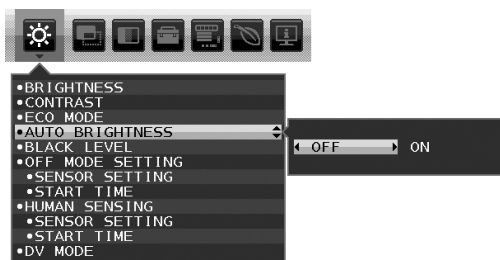 •BRIGHTNESS
•CONTRAST
•ECO MODE
•AUTO BRIGHTNESS
OFF ON
•BLACK LEVEL
•OFF MODE SETTING
•SENSOR SETTING
•START TIME
•HUMAN SENSING
•SENSOR SETTING
•START TIME
•DV MODE